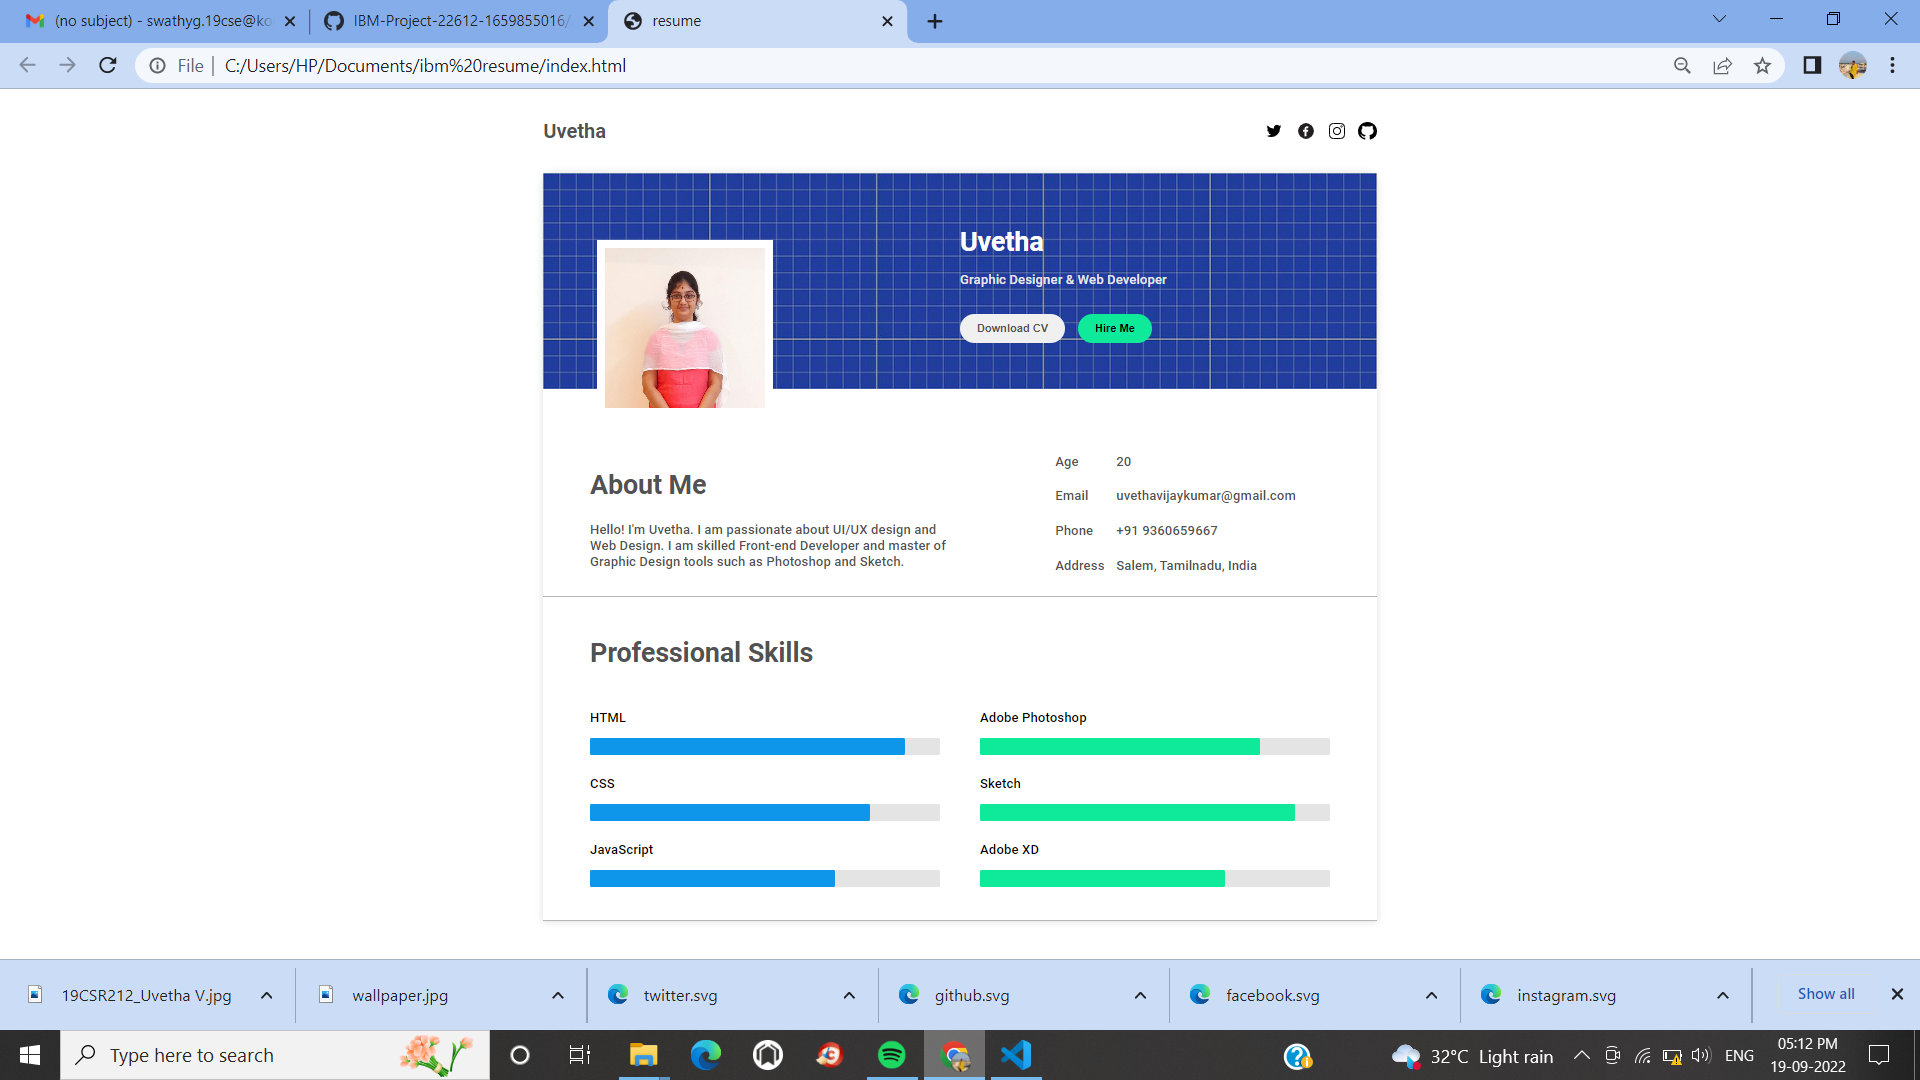 (no subject) - swathyg.19cse@ko
IBM-Project-22612-1659855016/
resume
File
C:/Users/HP/Documents/ibm%20resume/index.html
Uvetha
Uvetha
Graphic Designer & Web Developer
Download CV
Hire Me
About Me
Hello! I'm Uvetha. I am passionate about UI/UX design and
Web Design. I am skilled Front-end Developer and master of
Graphic Design tools such as Photoshop and Sketch.
Age 20
Email uvethavijaykumar@gmail.com
Phone +91 9360659667
Address Salem, Tamilnadu, India
Professional Skills
HTML
Adobe Photoshop
CSS
Sketch
JavaScript
Adobe XD
19CSR212_Uvetha V.jpg
wallpaper.jpg
twitter.svg
github.svg
facebook.svg
instagram.svg
Show all
Type here to search
32°C Light rain
ENG
05:12 PM
19-09-2022